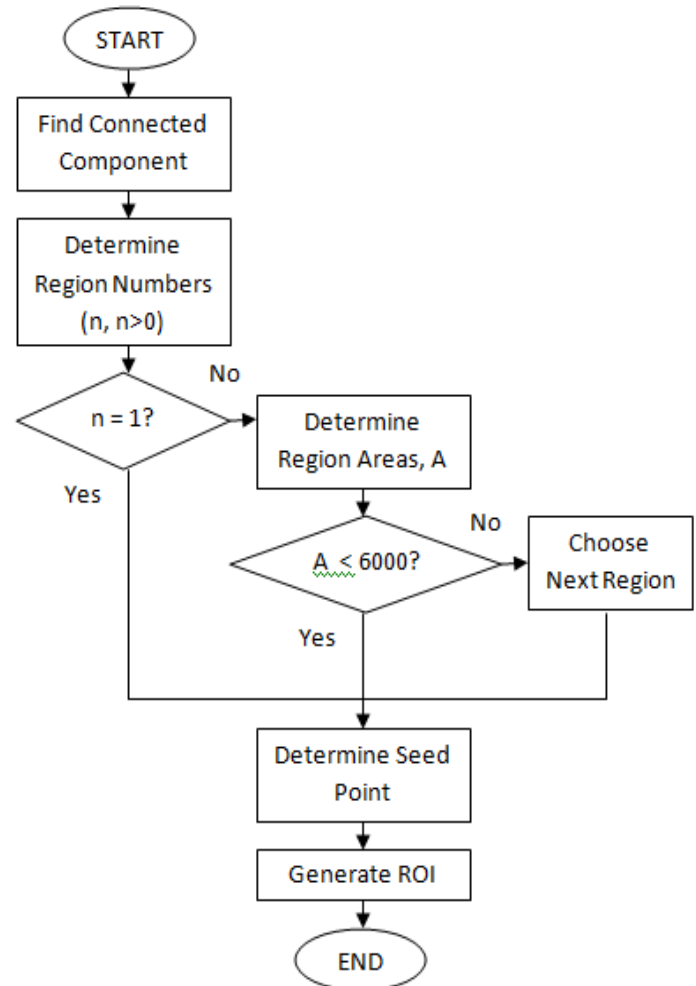 START
Find Connected
Component
Determine
Region Numbers
(n, n>0)
n = 1?
No
Yes
Determine
Region Areas, A
A < 6000?
No
Yes
Choose
Next Region
Determine Seed
Point
Generate ROI
END